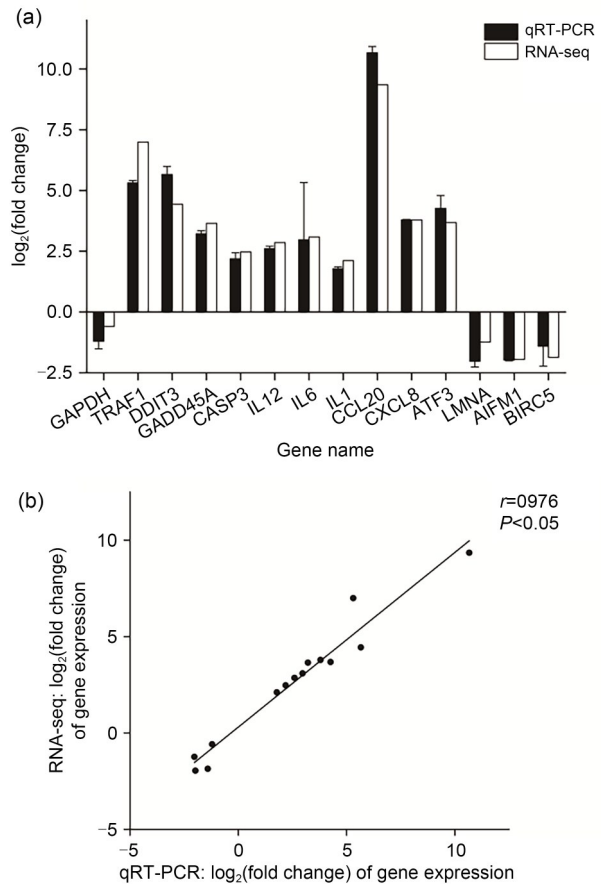 (a)
qRT-PCR
RNA-seq
log₂(fold change)
10.0
7.5
5.0
2.5
0.0
−2.5
GAPDH
TRAF1
DDIT3
GADD45A
CASP3
IL12
IL6
IL1
CCL20
CXCL8
ATF3
LMNA
AIFM1
BIRC5
Gene name
(b)
r=0976
P<0.05
RNA-seq: log₂(fold change)
of gene expression
10
5
0
−5
−5
0
5
10
qRT-PCR: log₂(fold change) of gene expression